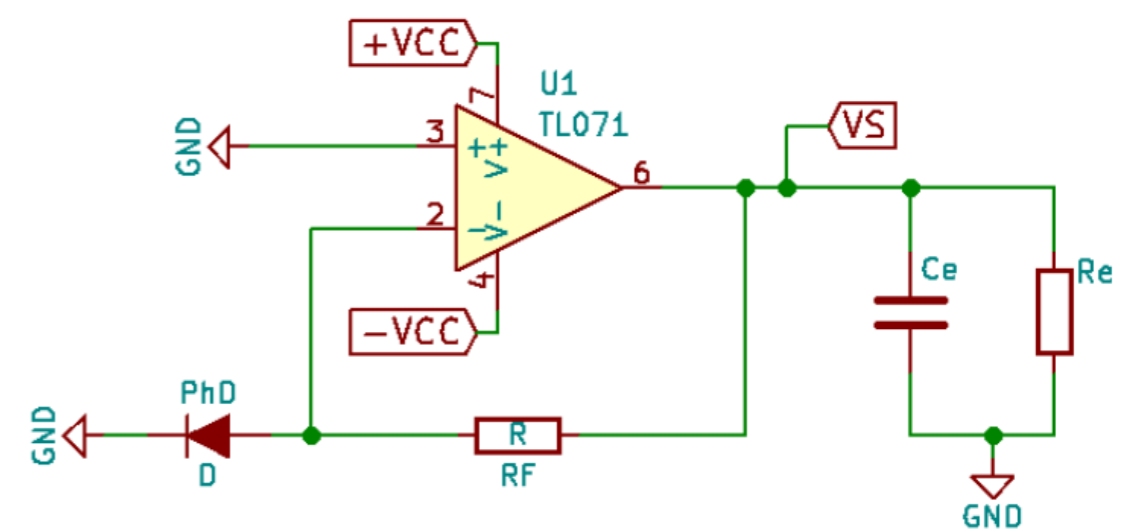 +VCC
U1
TL071
7
GND
3
+
V+
6
VS
2
-
V-
4
-VCC
Ce
Re
PhD
GND
D
R
RF
GND